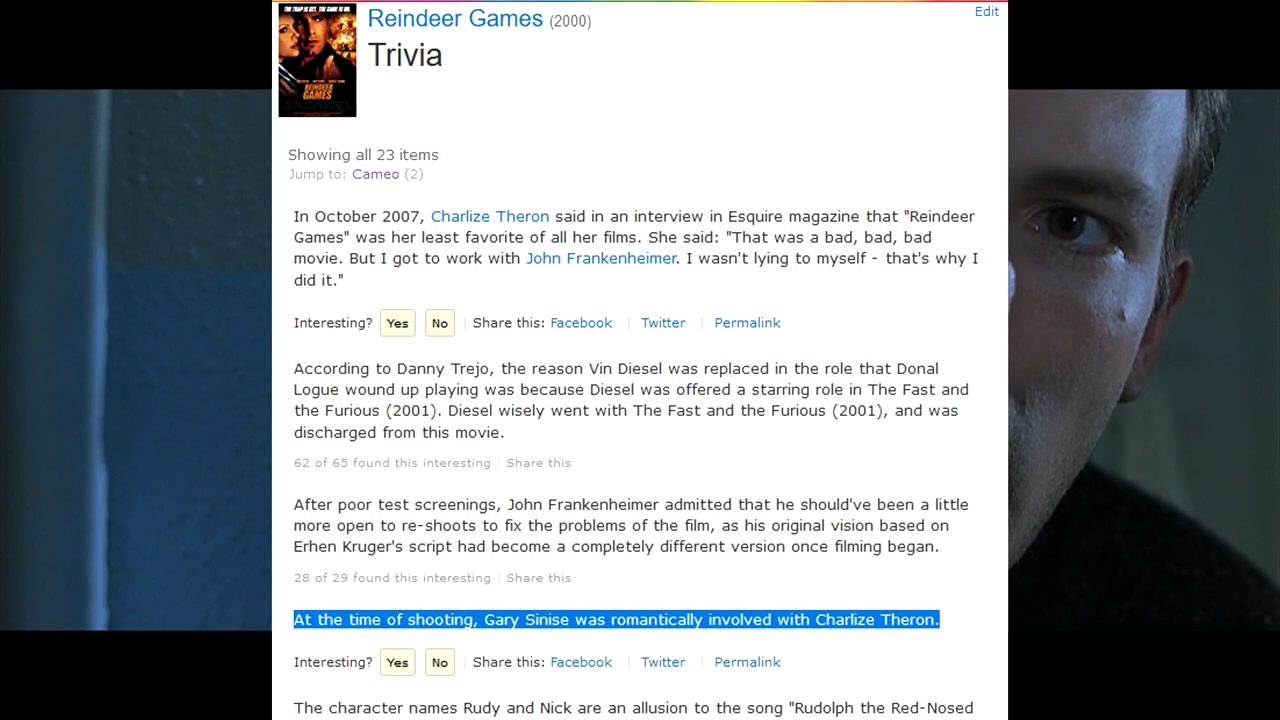 THE TRAP IS SET. THE GAME IS ON.
REINDEER
GAMES
Reindeer Games (2000)
Edit
Trivia
Showing all 23 items
Jump to: Cameo (2)
In October 2007, Charlize Theron said in an interview in Esquire magazine that "Reindeer
Games" was her least favorite of all her films. She said: "That was a bad, bad, bad
movie. But I got to work with John Frankenheimer. I wasn't lying to myself - that's why I
did it."
Interesting? Yes No | Share this: Facebook | Twitter | Permalink
According to Danny Trejo, the reason Vin Diesel was replaced in the role that Donal
Logue wound up playing was because Diesel was offered a starring role in The Fast and
the Furious (2001). Diesel wisely went with The Fast and the Furious (2001), and was
discharged from this movie.
62 of 65 found this interesting | Share this
After poor test screenings, John Frankenheimer admitted that he should've been a little
more open to re-shoots to fix the problems of the film, as his original vision based on
Erhen Kruger's script had become a completely different version once filming began.
28 of 29 found this interesting | Share this
At the time of shooting, Gary Sinise was romantically involved with Charlize Theron.
Interesting? Yes No | Share this: Facebook | Twitter | Permalink
The character names Rudy and Nick are an allusion to the song "Rudolph the Red-Nosed